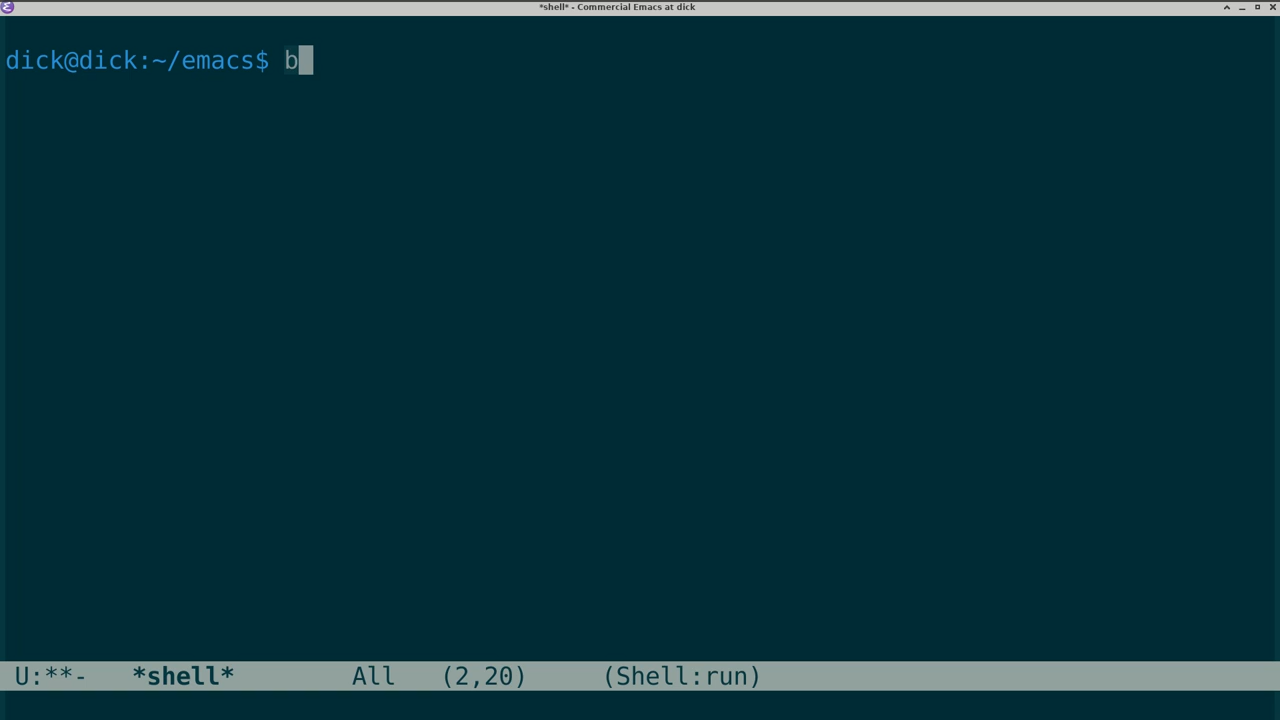 *shell* - Commercial Emacs at dick
dick@dick:~/emacs$ b
U:**- *shell* All (2,20) (Shell:run)